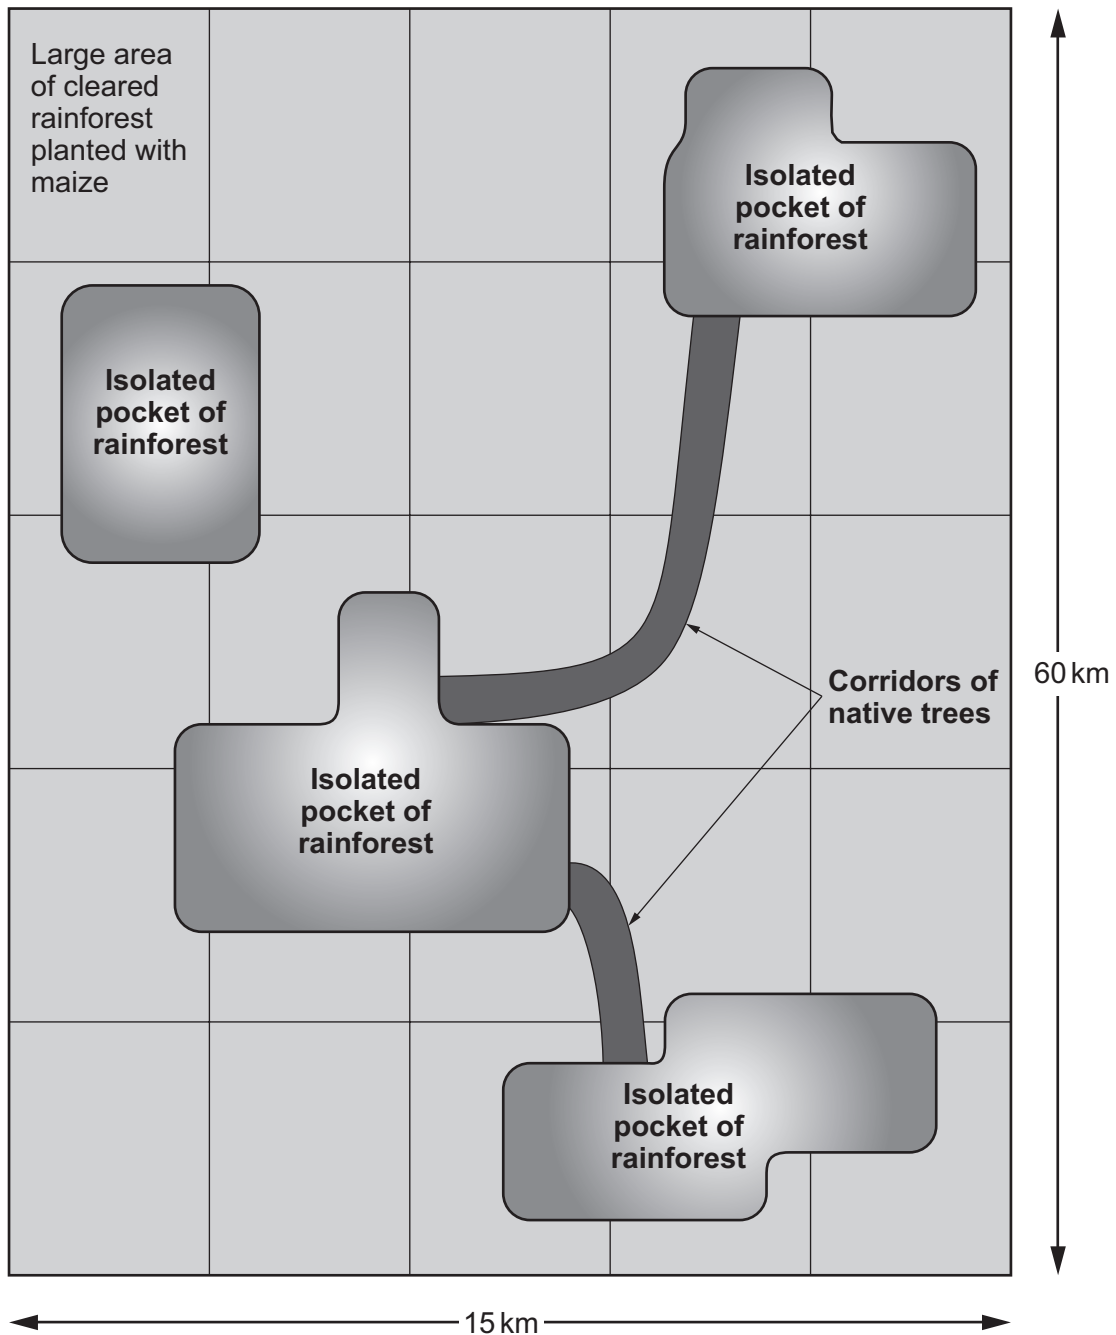 Large area
of cleared
rainforest
planted with
maize
Isolated
pocket of
rainforest
Isolated
pocket of
rainforest
Corridors of
native trees
60 km
Isolated
pocket of
rainforest
Isolated
pocket of
rainforest
15 km